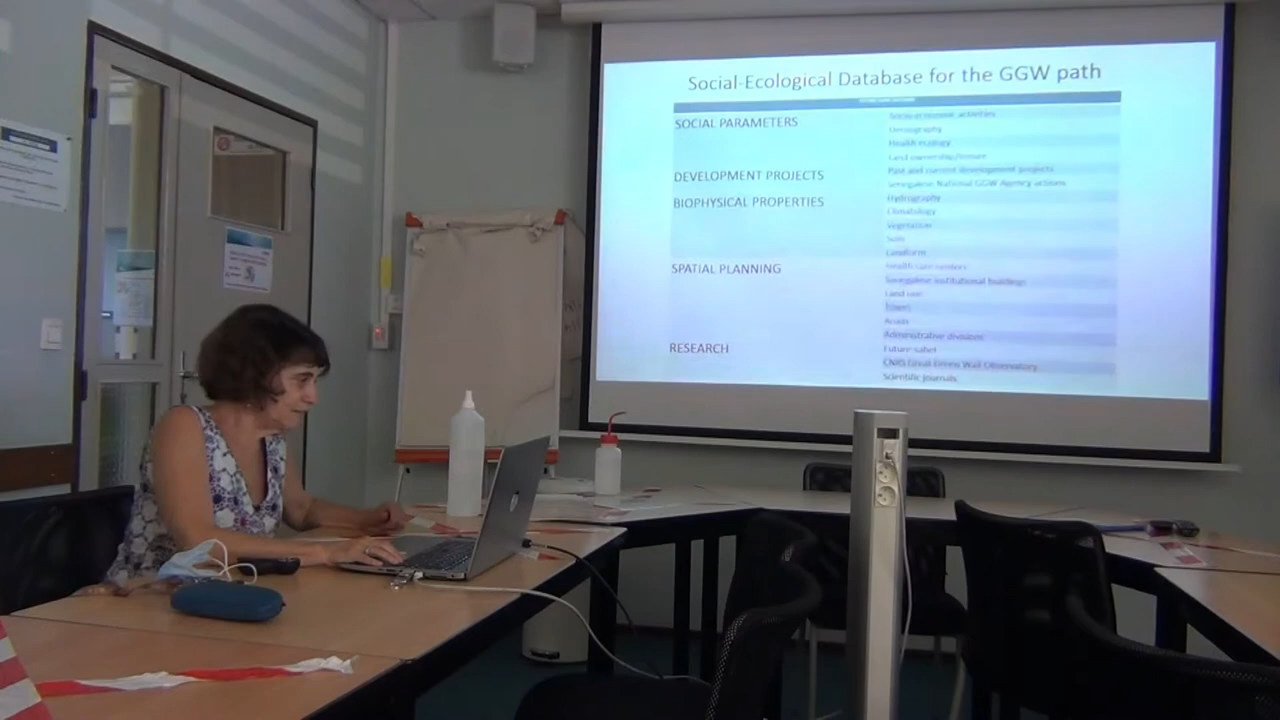 Social-Ecological Database for the GGW path
SOCIAL PARAMETERS
Socio-economic activities
Demography
Health ecology
Land ownership/tenure
DEVELOPMENT PROJECTS
Past and current development projects
Senegalese National GGW Agency actions
BIOPHYSICAL PROPERTIES
Hydrography
Climatology
Vegetation
Soils
Landform
SPATIAL PLANNING
Health care centers
Senegalese institutional buildings
Land use
Roads
Administrative divisions
RESEARCH
Future sahel
CNRS Great Green Wall Observatory
Scientific journals